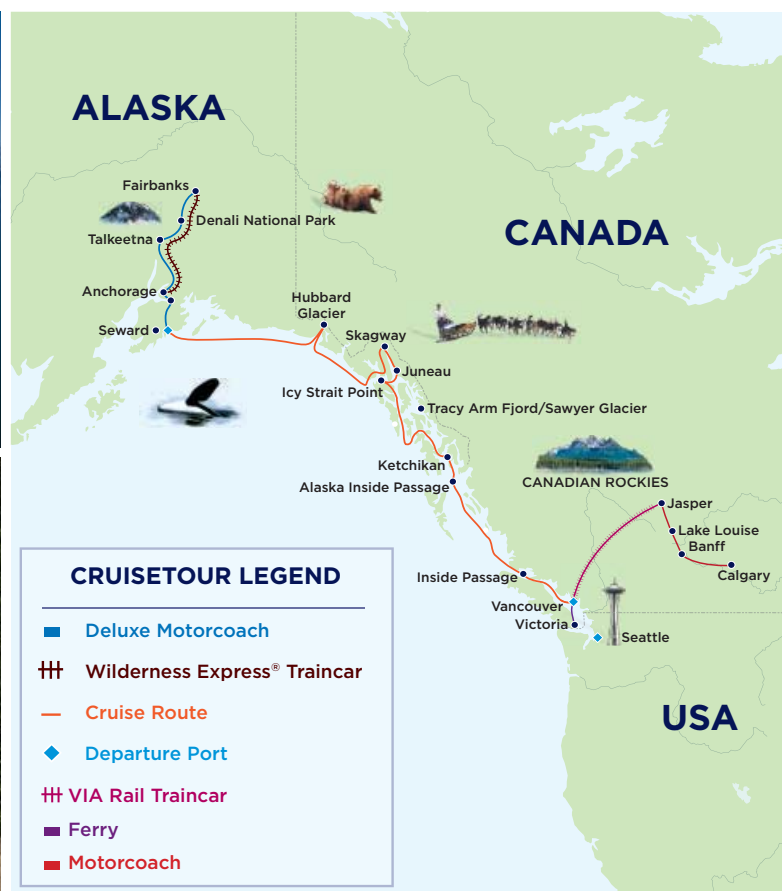 ALASKA
Fairbanks
Denali National Park
Talkeetna
CANADA
Anchorage
Hubbard
Glacier
Seward
Skagway
Juneau
Icy Strait Point
Tracy Arm Fjord/Sawyer Glacier
Ketchikan
CANADIAN ROCKIES
Alaska Inside Passage
Jasper
Lake Louise
Banff
Calgary
Inside Passage
Vancouver
Victoria
Seattle
USA
CRUISETOUR LEGEND
Deluxe Motorcoach
Wilderness Express® Traincar
Cruise Route
Departure Port
VIA Rail Traincar
Ferry
Motorcoach